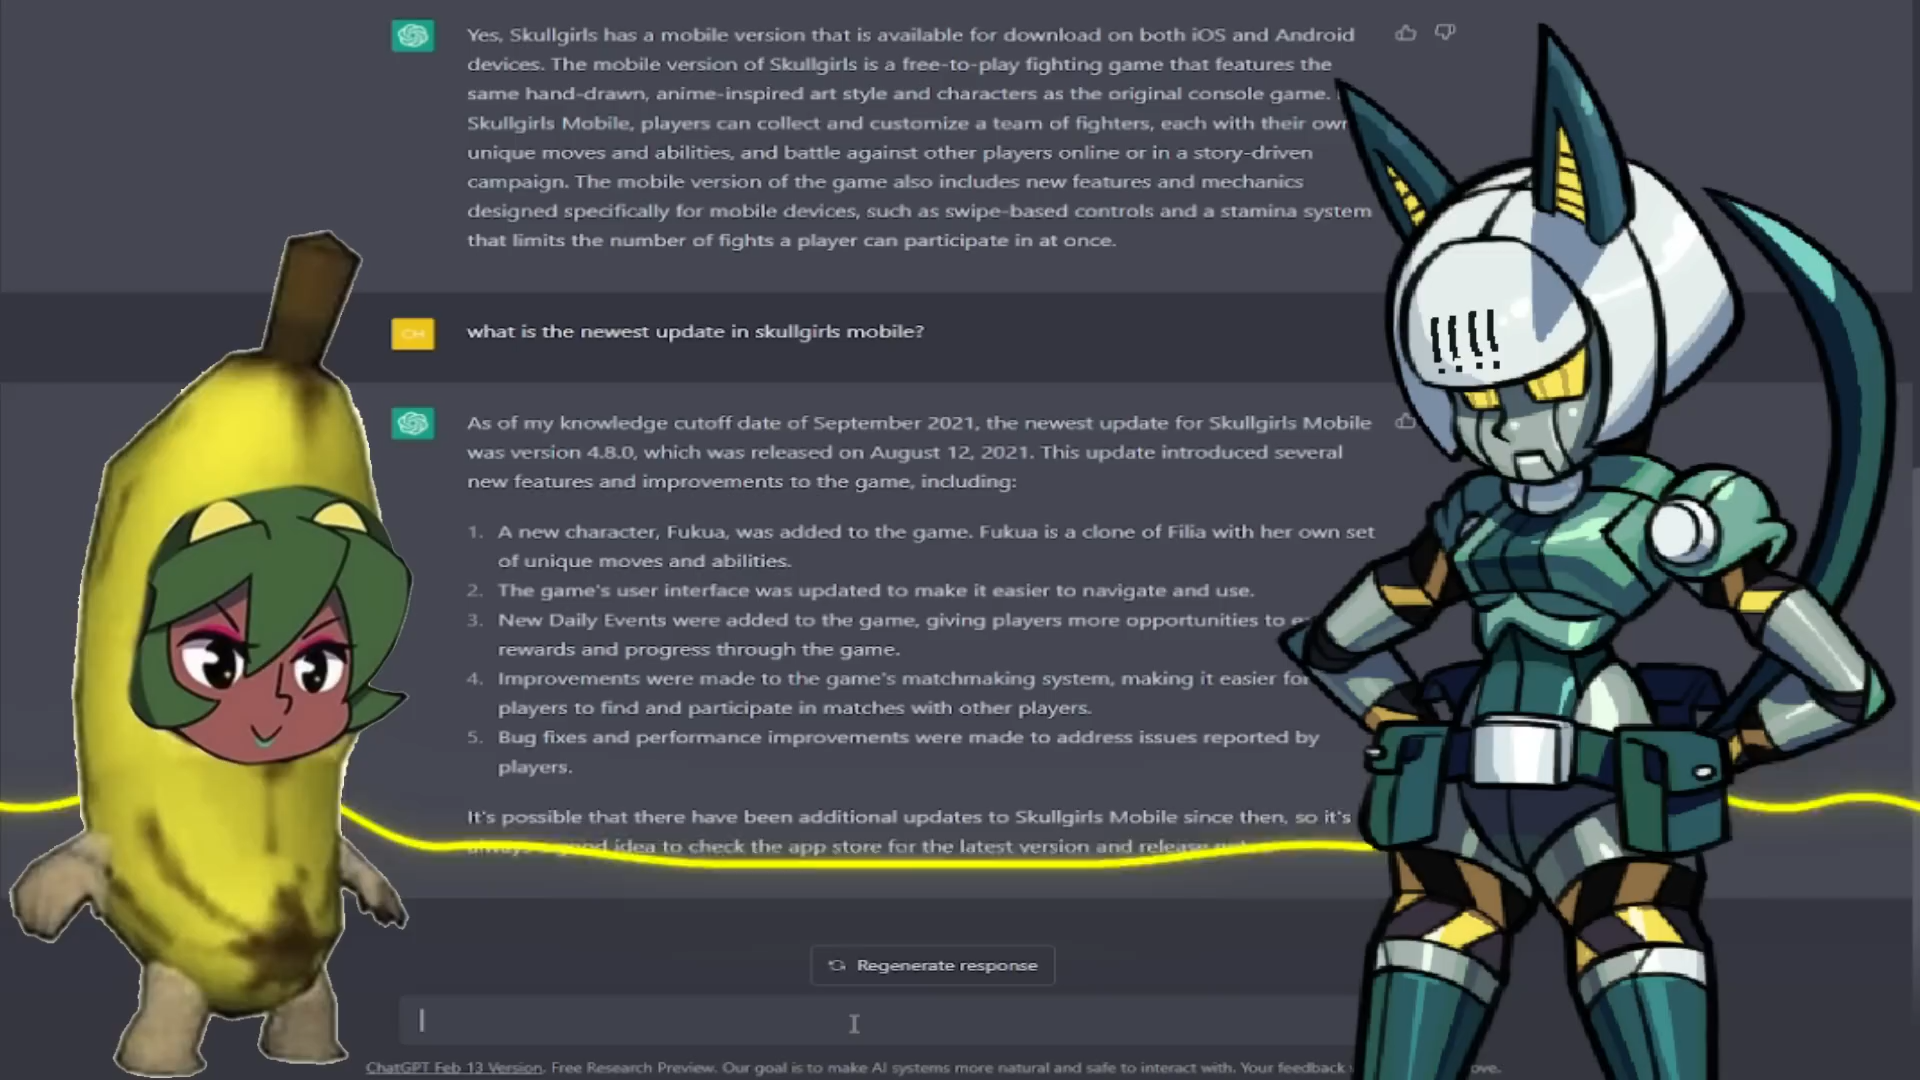 Yes, Skullgirls has a mobile version that is available for download on both iOS and Android
devices. The mobile version of Skullgirls is a free-to-play fighting game that features the
same hand-drawn, anime-inspired art style and characters as the original console game.
Skullgirls Mobile, players can collect and customize a team of fighters, each with their own
unique moves and abilities, and battle against other players online or in a story-driven
campaign. The mobile version of the game also includes new features and mechanics
designed specifically for mobile devices, such as swipe-based controls and a stamina system
that limits the number of fights a player can participate in at once.
CH
what is the newest update in skullgirls mobile?
!!!!
As of my knowledge cutoff date of September 2021, the newest update for Skullgirls Mobile
was version 4.8.0, which was released on August 12, 2021. This update introduced several
new features and improvements to the game, including:
1. A new character, Fukua, was added to the game. Fukua is a clone of Filia with her own set
of unique moves and abilities.
2. The game's user interface was updated to make it easier to navigate and use.
3. New Daily Events were added to the game, giving players more opportunities to
rewards and progress through the game.
4. Improvements were made to the game's matchmaking system, making it easier for
players to find and participate in matches with other players.
5. Bug fixes and performance improvements were made to address issues reported by
players.
It's possible that there have been additional updates to Skullgirls Mobile since then, so it's
always a good idea to check the app store for the latest version and release
Regenerate response
ChatGPT Feb 13 Version. Free Research Preview. Our goal is to make AI systems more natural and safe to interact with. Your feedback